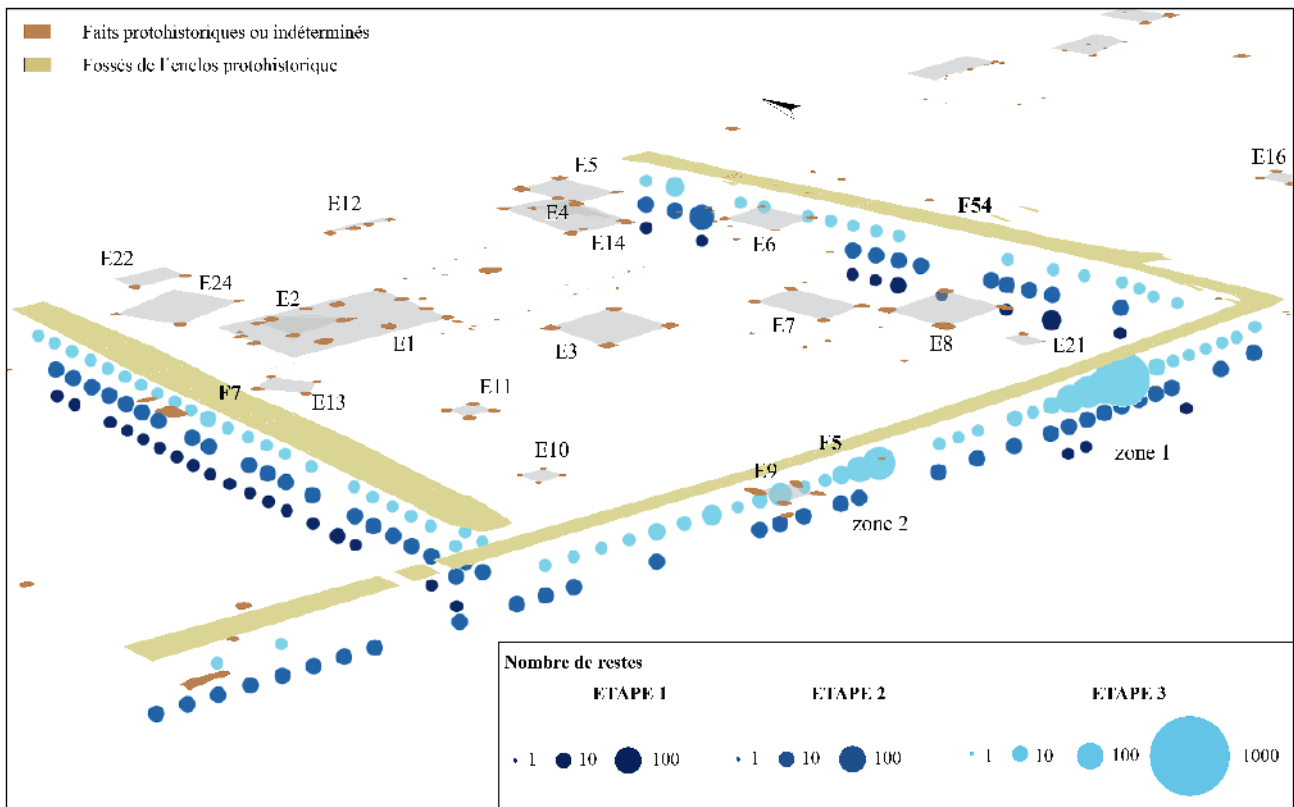 Faits protohistoriques ou indéterminés
Fossés de l'enclos protohistorique
E16
E5
F54
E12
E4
E14
E6
E22
E24
E2
E1
E3
E7
E8
E21
F7
E13
E11
F5
zone 1
E10
E9
zone 2
Nombre de restes
ETAPE 1 ETAPE 2 ETAPE 3
1 10 100 1 10 100 1 10 100 1000